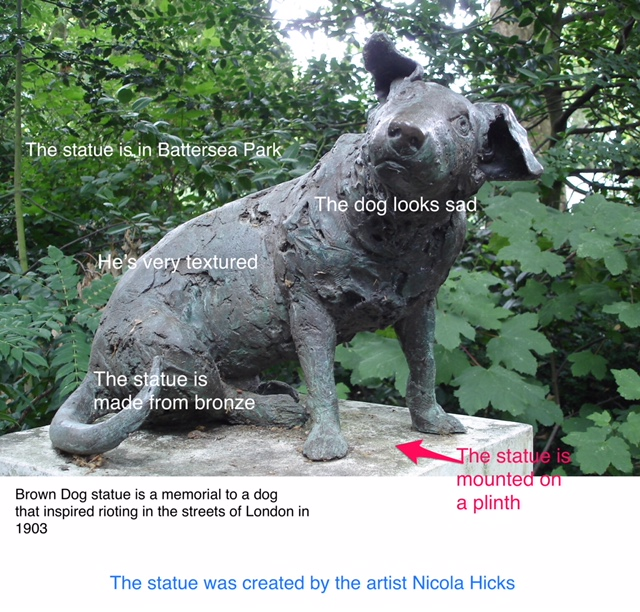 The statue is in Battersea Park
The dog looks sad
He's very textured
The statue is
made from bronze
The statue is
mounted on
a plinth
Brown Dog statue is a memorial to a dog
that inspired rioting in the streets of London in
1903
The statue was created by the artist Nicola Hicks